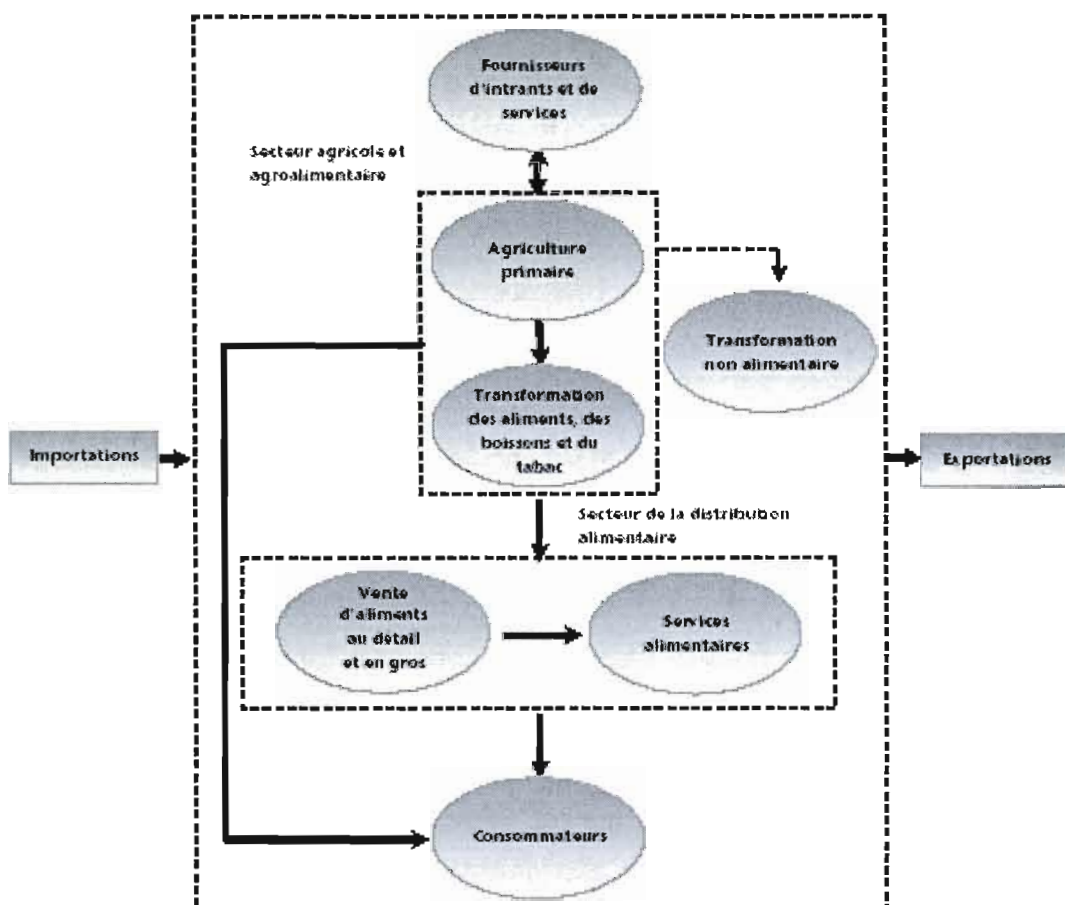 Fournisseurs
d'intrants et de
services
Secteur agricole et
agroalimentaire
Agriculture
primaire
Transformation
non alimentaire
Transformation
des aliments, des
boissons et du
tabac
Importations
Exportations
Secteur de la distribution
alimentaire
Vente
d'aliments
au détail
et en gros
Services
alimentaires
Consommateurs